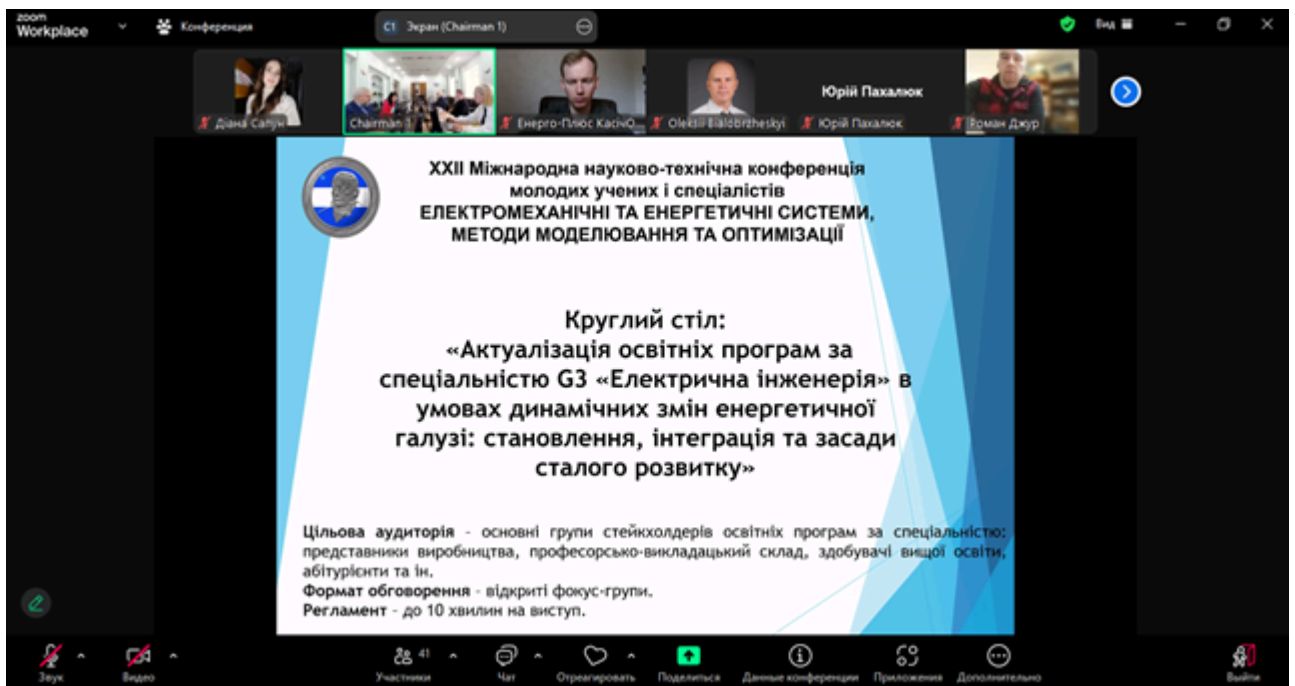 zoom
Workplace
Конференция
C1 Экран (Chairman 1)
Вид
Діана Сапун
Chairman 1
Енерго-Плюс КасічО...
Oleksii Bialobrzheskyi
Юрій Пахалюк
Юрій Пахалюк
Роман Джур
XXII Міжнародна науково-технічна конференція
молодих учених і спеціалістів
ЕЛЕКТРОМЕХАНІЧНІ ТА ЕНЕРГЕТИЧНІ СИСТЕМИ,
МЕТОДИ МОДЕЛЮВАННЯ ТА ОПТИМІЗАЦІЇ
Круглий стіл:
«Актуалізація освітніх програм за
спеціальністю G3 «Електрична інженерія» в
умовах динамічних змін енергетичної
галузі: становлення, інтеграція та засади
сталого розвитку»
Цільова аудиторія - основні групи стейкхолдерів освітніх програм за спеціальністю:
представники виробництва, професорсько-викладацький склад, здобувачі вищої освіти,
абітурієнти та ін.
Формат обговорення - відкриті фокус-групи.
Регламент - до 10 хвилин на виступ.
Звук
Видео
41
Участники
Чат
Отреагировать
Поделиться
Данные конференции
Приложения
Дополнительно
Выйти